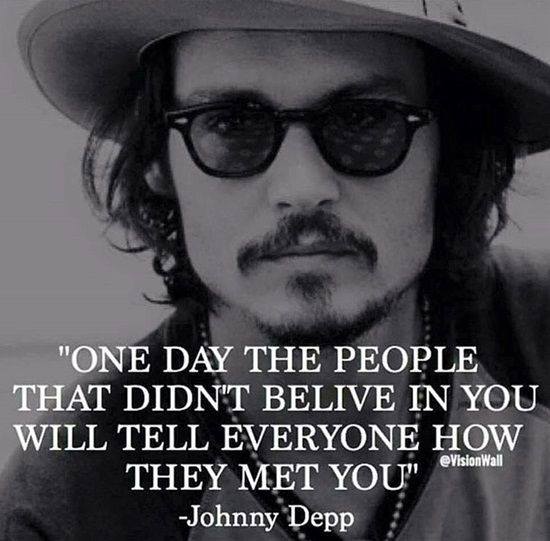 "ONE DAY THE PEOPLE
THAT DIDN'T BELIVE IN YOU
WILL TELL EVERYONE HOW
@VisionWall
THEY MET YOU"
-Johnny Depp